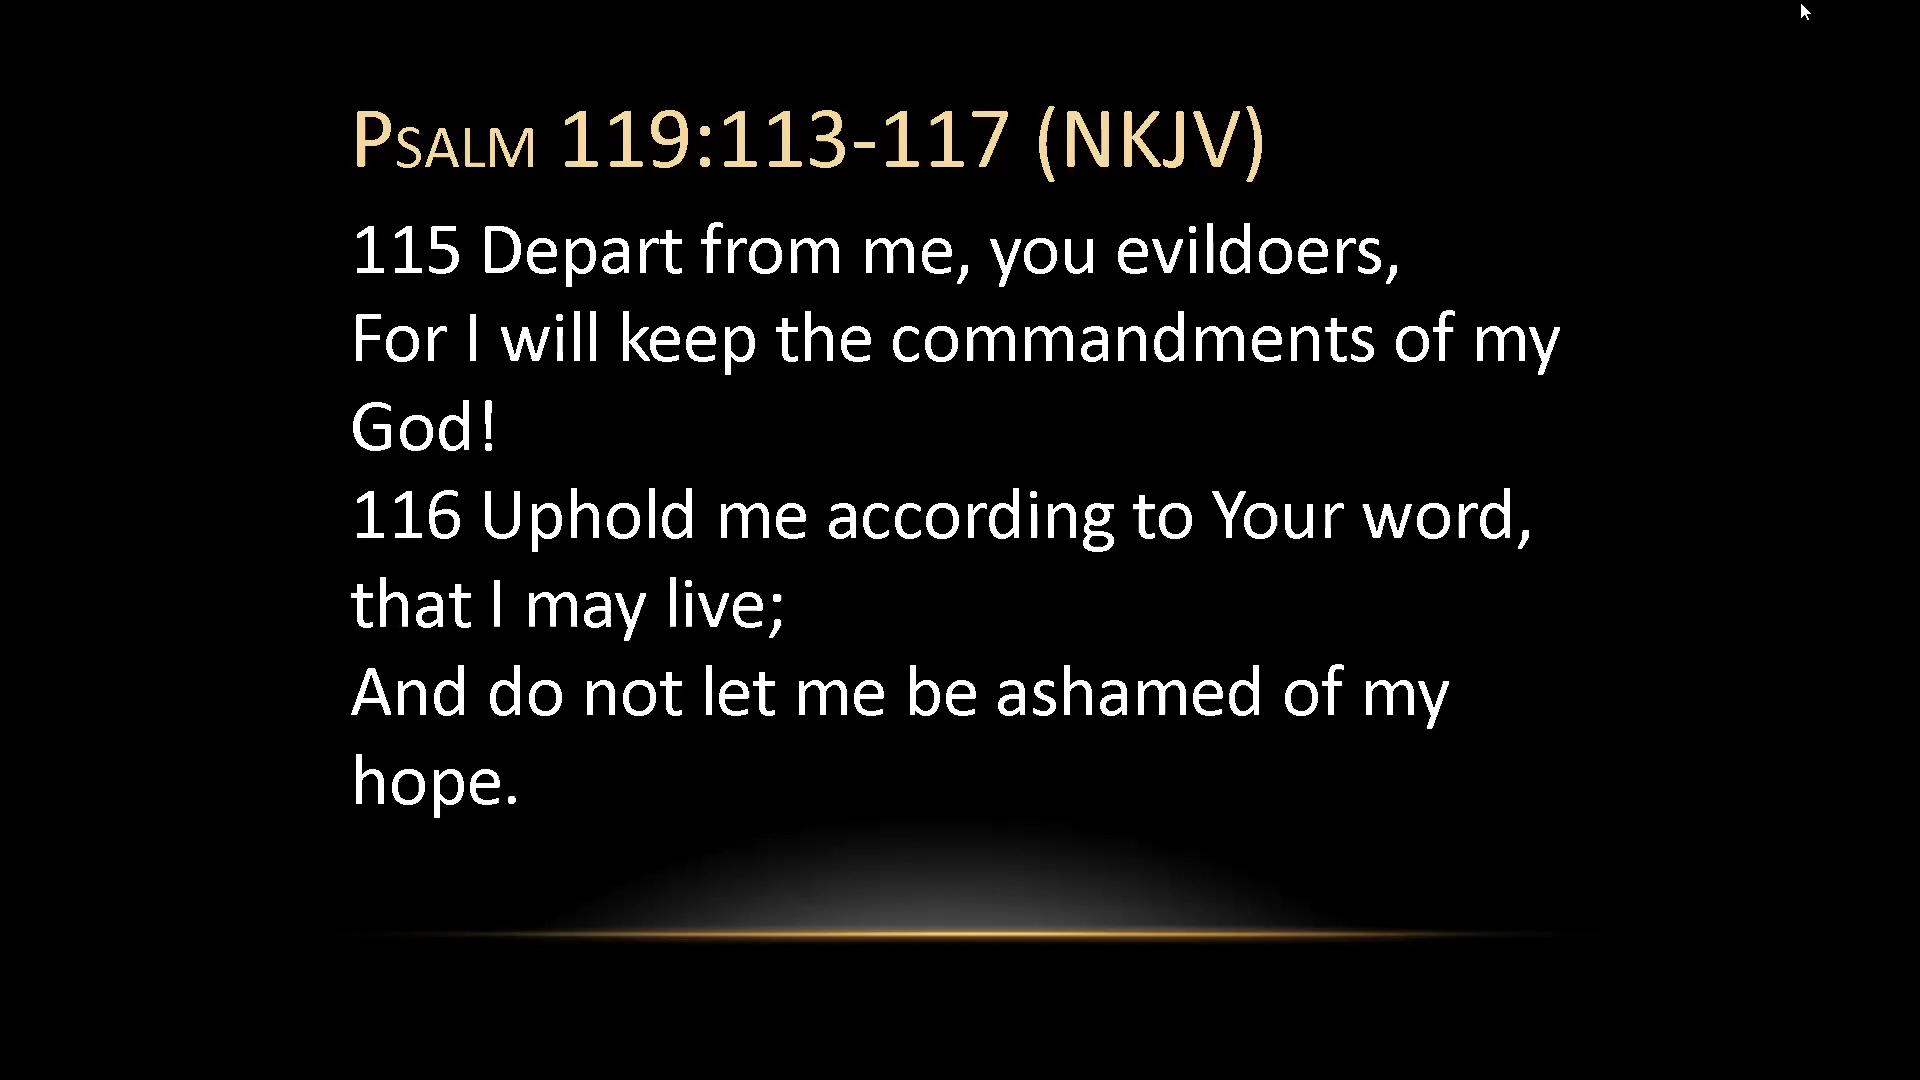 Psalm 119:113-117 (NKJV)
115 Depart from me, you evildoers,
For I will keep the commandments of my
God!
116 Uphold me according to Your word,
that I may live;
And do not let me be ashamed of my
hope.